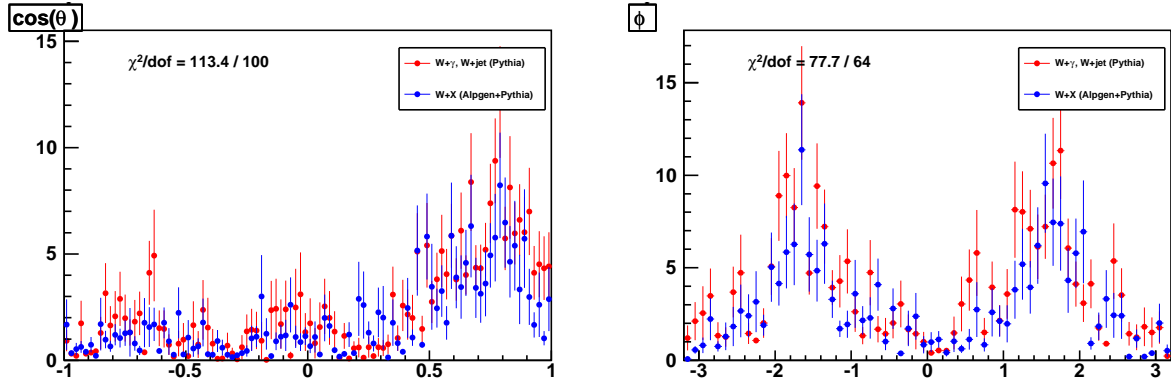 cos(θ)
15
10
5
0
-1
-0.5
0
0.5
1
χ²/dof = 113.4 / 100
W+γ, W+jet (Pythia)
W+X (Alpgen+Pythia)
ϕ
15
10
5
0
-3
-2
-1
0
1
2
3
χ²/dof = 77.7 / 64
W+γ, W+jet (Pythia)
W+X (Alpgen+Pythia)